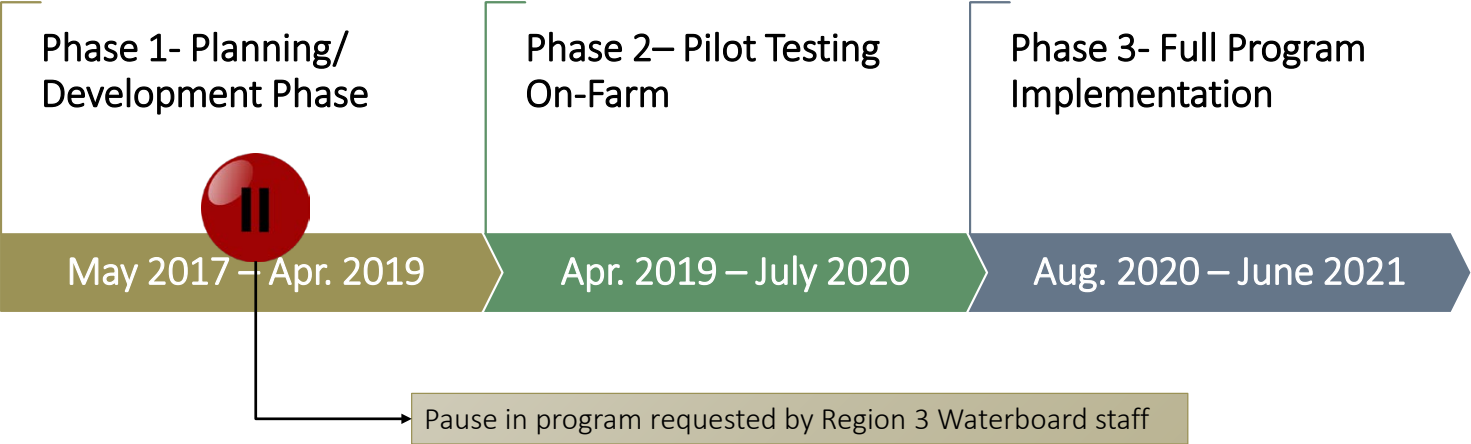 Phase 1- Planning/
Development Phase
Phase 2– Pilot Testing
On-Farm
Phase 3- Full Program
Implementation
May 2017 – Apr. 2019
Apr. 2019 – July 2020
Aug. 2020 – June 2021
Pause in program requested by Region 3 Waterboard staff